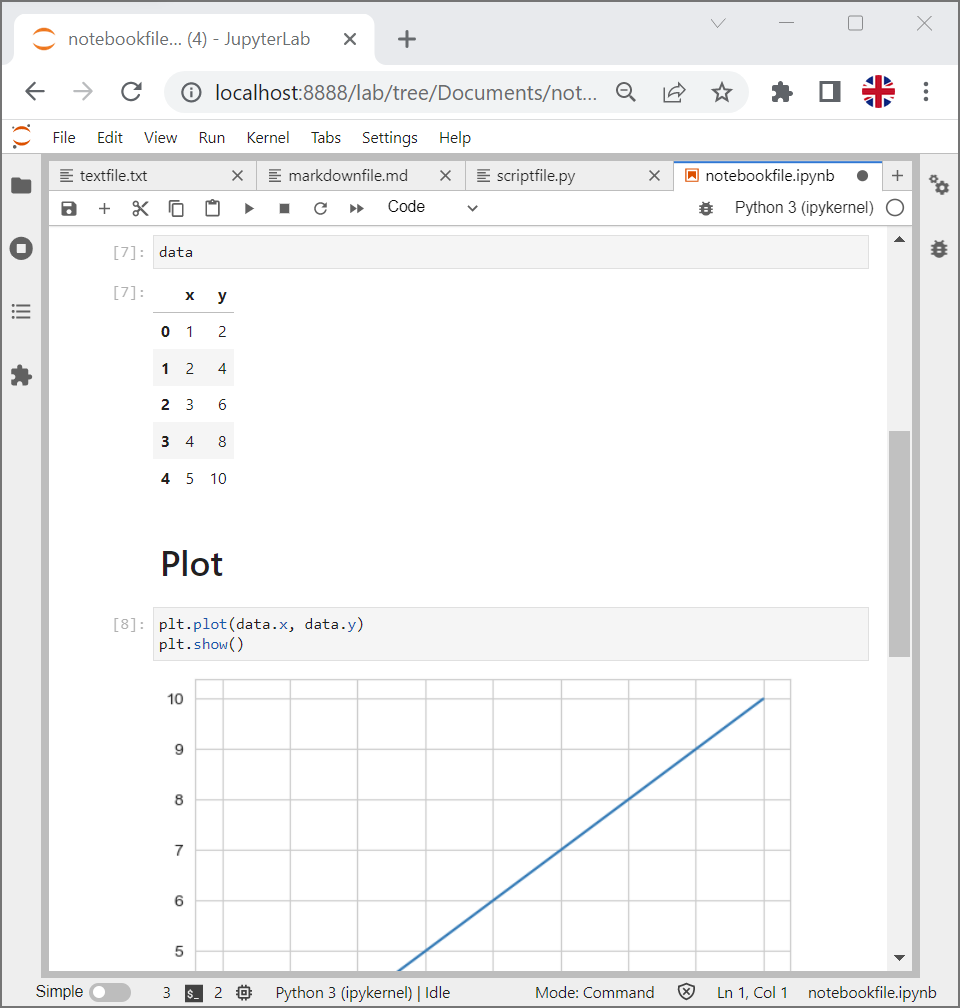 notebookfile... (4) - JupyterLab
localhost:8888/lab/tree/Documents/not...
File Edit View Run Kernel Tabs Settings Help
textfile.txt markdownfile.md scriptfile.py notebookfile.ipynb
Code Python 3 (ipykernel)
[7]: data
[7]: x y
0 1 2
1 2 4
2 3 6
3 4 8
4 5 10
Plot
[8]: plt.plot(data.x, data.y)
plt.show()
10
9
8
7
6
5
Simple 3 $_ 2 Python 3 (ipykernel) | Idle Mode: Command Ln 1, Col 1 notebookfile.ipynb